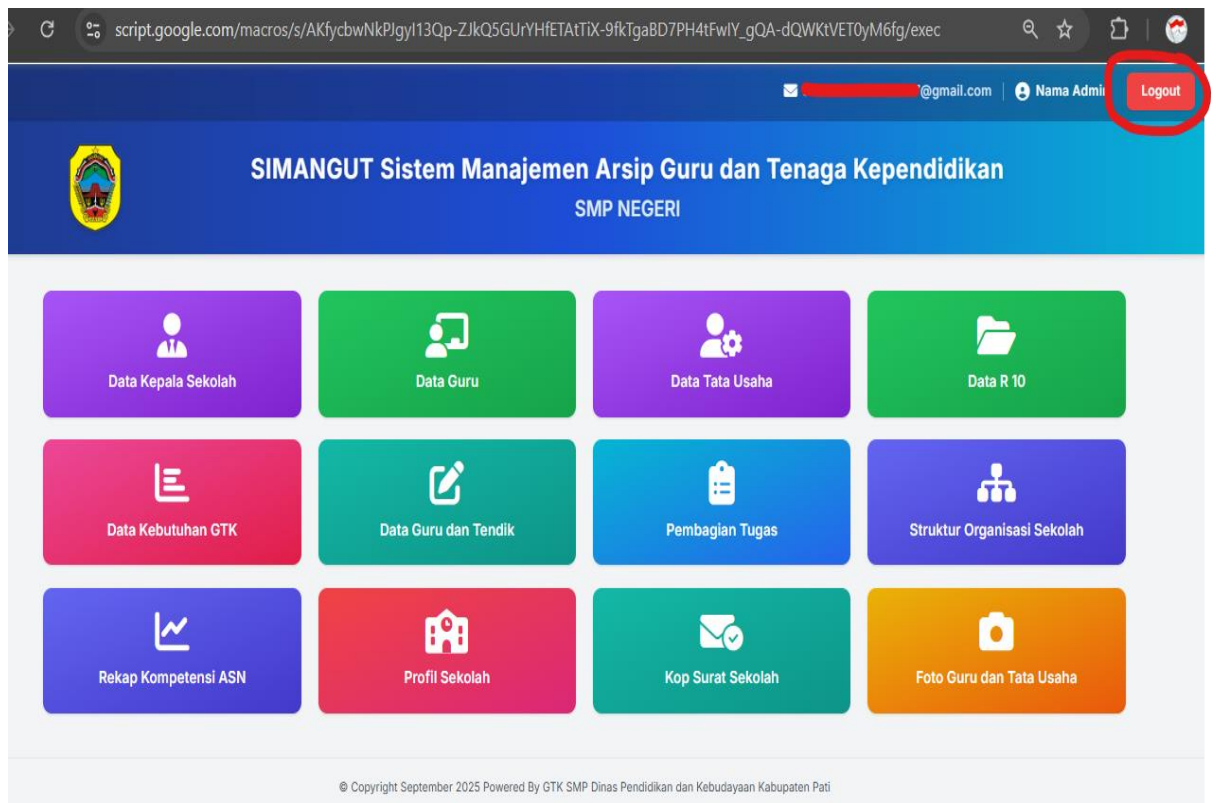 script.google.com/macros/s/AKfycbwNkPJgyI13Qp-ZJkQ5GUrYHfETAtTiX-9fkTgaBD7PH4tFwIY_gQA-dQWKtVET0yM6fg/exec
@gmail.com Nama Admin Logout
SIMANGUT Sistem Manajemen Arsip Guru dan Tenaga Kependidikan
SMP NEGERI
Data Kepala Sekolah
Data Guru
Data Tata Usaha
Data R 10
Data Kebutuhan GTK
Data Guru dan Tendik
Pembagian Tugas
Struktur Organisasi Sekolah
Rekap Kompetensi ASN
Profil Sekolah
Kop Surat Sekolah
Foto Guru dan Tata Usaha
© Copyright September 2025 Powered By GTK SMP Dinas Pendidikan dan Kebudayaan Kabupaten Pati